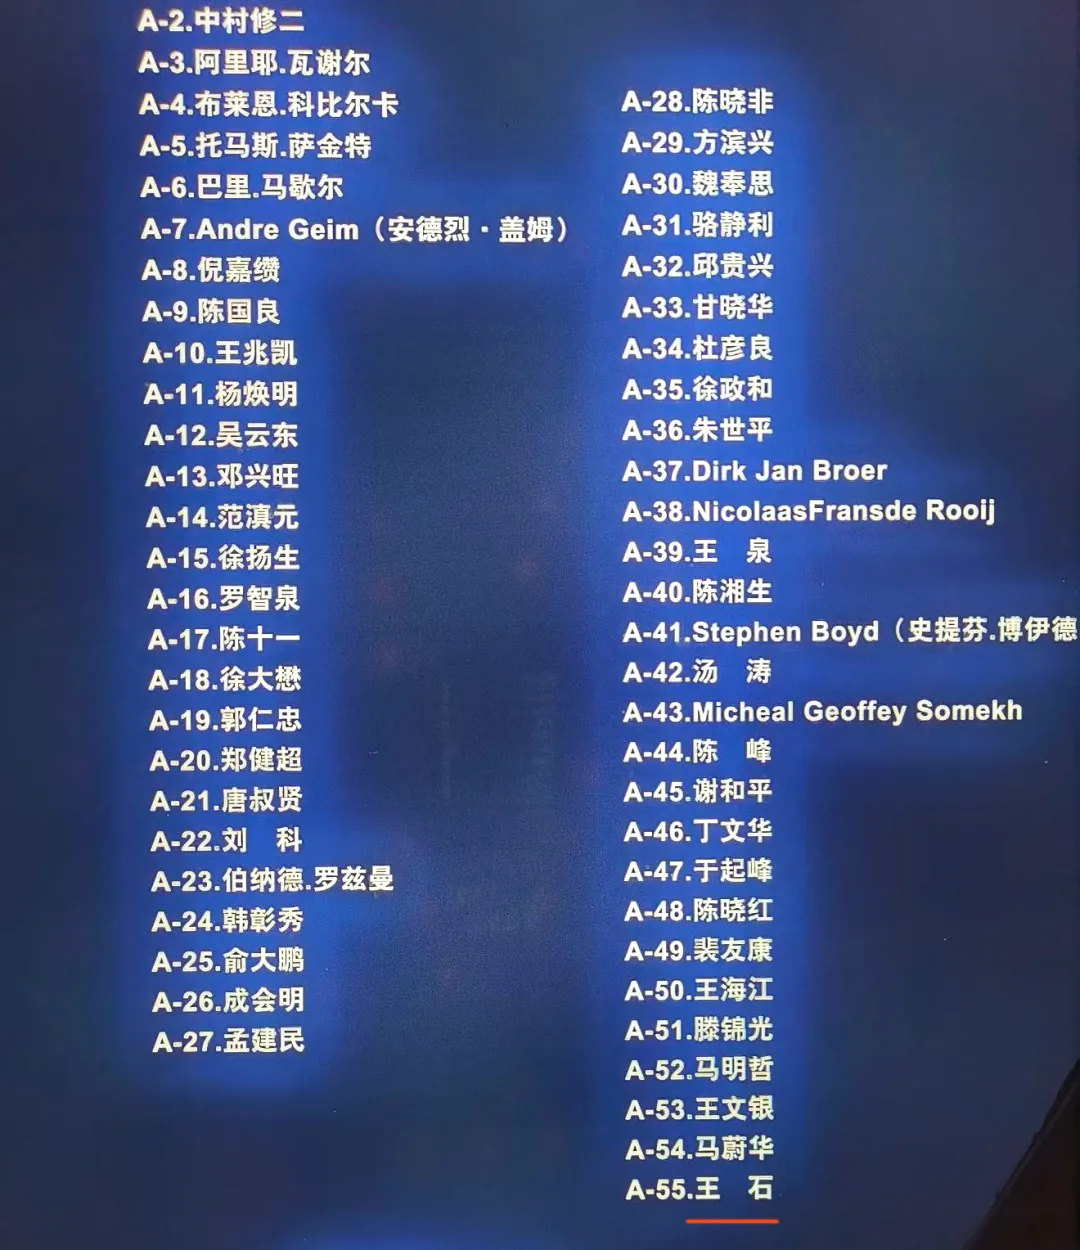 A-2.中村修二
A-3.阿里耶.瓦谢尔
A-4.布莱恩.科比尔卡
A-5.托马斯.萨金特
A-6.巴里.马歇尔
A-7.Andre Geim（安德烈·盖姆）
A-8.倪嘉缵
A-9.陈国良
A-10.王兆凯
A-11.杨焕明
A-12.吴云东
A-13.邓兴旺
A-14.范滇元
A-15.徐扬生
A-16.罗智泉
A-17.陈十一
A-18.徐大懋
A-19.郭仁忠
A-20.郑健超
A-21.唐叔贤
A-22.刘　科
A-23.伯纳德.罗兹曼
A-24.韩彰秀
A-25.俞大鹏
A-26.成会明
A-27.孟建民
A-28.陈晓非
A-29.方滨兴
A-30.魏奉思
A-31.骆静利
A-32.邱贵兴
A-33.甘晓华
A-34.杜彦良
A-35.徐政和
A-36.朱世平
A-37.Dirk Jan Broer
A-38.NicolaasFransde Rooij
A-39.王　泉
A-40.陈湘生
A-41.Stephen Boyd（史提芬.博伊德
A-42.汤　涛
A-43.Micheal Geoffey Somekh
A-44.陈　峰
A-45.谢和平
A-46.丁文华
A-47.于起峰
A-48.陈晓红
A-49.裴友康
A-50.王海江
A-51.滕锦光
A-52.马明哲
A-53.王文银
A-54.马蔚华
A-55.王　石